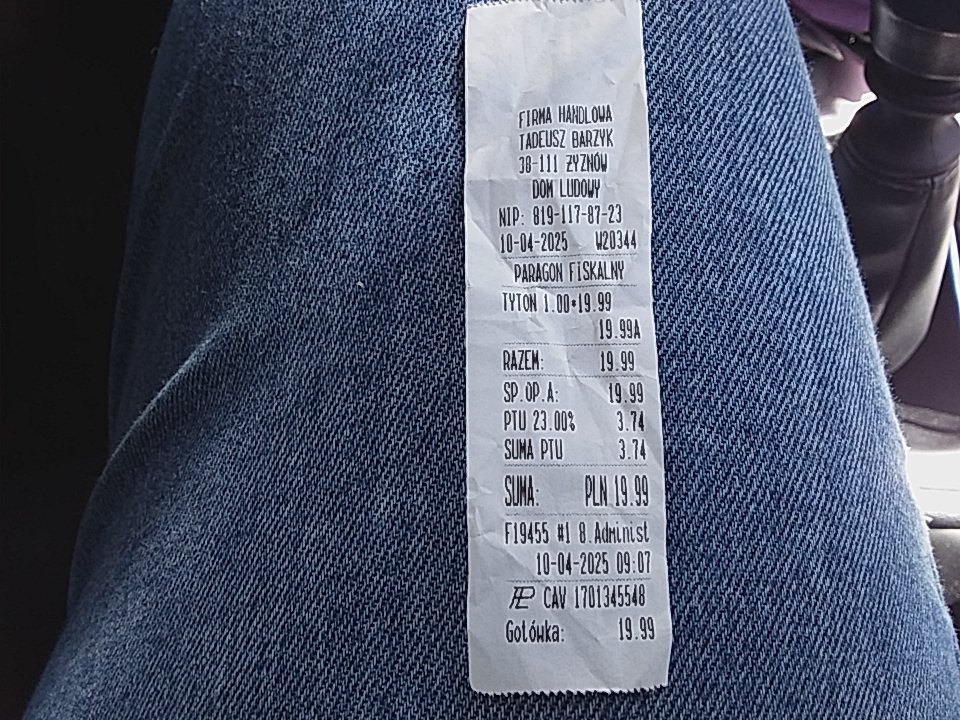 FIRMA HANDLOWA
TADEUSZ BARZYK
38-111 ŻYZNÓW
DOM LUDOWY
NIP: 819-117-87-23
10-04-2025 W20344
PARAGON FiSKALNY
TYTON 1.00*19.99
19.99A
RAZEM: 19.99
SP.OP.A: 19.99
PTU 23.00% 3.74
SUMA PTU 3.74
SUMA: PLN 19.99
F19455 #1 8.Administ
10-04-2025 09:07
CAV 1701345548
Gotówka: 19.99